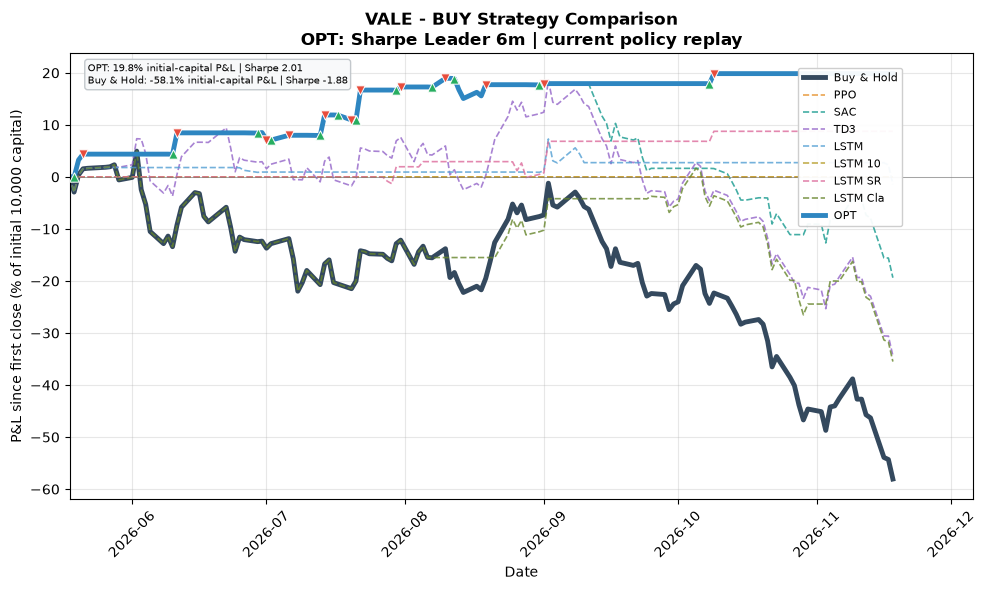 VALE - BUY Strategy Comparison
OPT: Sharpe Leader 6m | current policy replay
OPT: 19.8% initial-capital P&L | Sharpe 2.01
Buy & Hold: -58.1% initial-capital P&L | Sharpe -1.88
Buy & Hold
PPO
SAC
TD3
LSTM
LSTM 10
LSTM SR
LSTM Cla
OPT
P&L since first close (% of initial 10,000 capital)
20
10
0
−10
−20
−30
−40
−50
−60
2026-06
2026-07
2026-08
2026-09
2026-10
2026-11
2026-12
Date